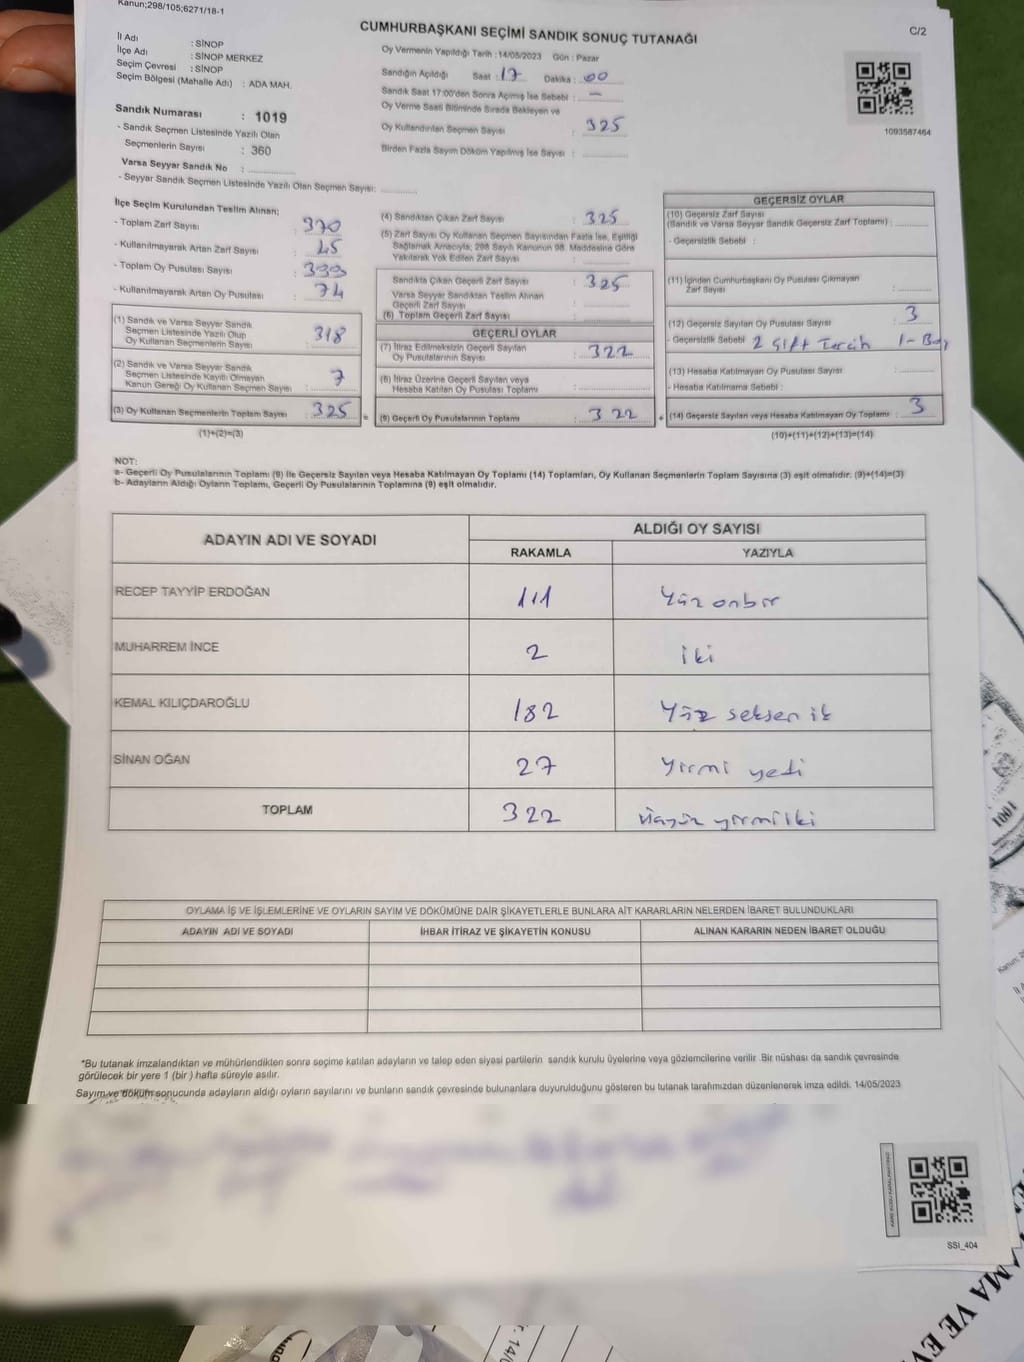 Kanun;298/105;6271/18-1
CUMHURBAŞKANI SEÇİMİ SANDIK SONUÇ TUTANAĞI
C/2
İl Adı : SİNOP
İlçe Adı : SİNOP MERKEZ
Seçim Çevresi : SİNOP
Seçim Bölgesi (Mahalle Adı) : ADA MAH.
Sandık Numarası : 1019
- Sandık Seçmen Listesinde Yazılı Olan
Seçmenlerin Sayısı : 360
Varsa Seyyar Sandık No :
- Seyyar Sandık Seçmen Listesinde Yazılı Olan Seçmen Sayısı:
Oy Vermenin Yapıldığı Tarih : 14/05/2023 Gün : Pazar
Sandığın Açıldığı Saat : 17 Dakika : 00
Sandık Saat 17:00'den Sonra Açılmış İse Sebebi : -
Oy Verme Saati Bitiminde Sırada Bekleyen ve
Oy Kullandırılan Seçmen Sayısı : 325
Birden Fazla Sayım Döküm Yapılmış İse Sayısı :
1093587464
İlçe Seçim Kurulundan Teslim Alınan;
- Toplam Zarf Sayısı : 370
- Kullanılmayarak Artan Zarf Sayısı : 45
- Toplam Oy Pusulası Sayısı : 399
- Kullanılmayarak Artan Oy Pusulası : 74
(1) Sandık ve Varsa Seyyar Sandık
Seçmen Listesinde Yazılı Olup
Oy Kullanan Seçmenlerin Sayısı : 318
(2) Sandık ve Varsa Seyyar Sandık
Seçmen Listesinde Kayıtlı Olmayan
Kanun Gereği Oy Kullanan Seçmen Sayısı : 7
(3) Oy Kullanan Seçmenlerin Toplam Sayısı : 325
(1)+(2)=(3)
(4) Sandıktan Çıkan Zarf Sayısı : 325
(5) Zarf Sayısı Oy Kullanan Seçmen Sayısından Fazla İse, Eşitliği
Sağlamak Amacıyla; 298 Sayılı Kanunun 98. Maddesine Göre
Yakılarak Yok Edilen Zarf Sayısı :
Sandıkta Çıkan Geçerli Zarf Sayısı : 325
Varsa Seyyar Sandıktan Teslim Alınan
Geçerli Zarf Sayısı :
(6) Toplam Geçerli Zarf Sayısı :
GEÇERLİ OYLAR
(7) İtiraz Edilmeksizin Geçerli Sayılan
Oy Pusulalarının Sayısı : 322
(8) İtiraz Üzerine Geçerli Sayılan veya
Hesaba Katılan Oy Pusulası Toplamı :
(9) Geçerli Oy Pusulalarının Toplamı : 322
GEÇERSİZ OYLAR
(10) Geçersiz Zarf Sayısı
(Sandık ve Varsa Seyyar Sandık Geçersiz Zarf Toplamı) :
- Geçersizlik Sebebi :
(11) İçinden Cumhurbaşkanı Oy Pusulası Çıkmayan
Zarf Sayısı :
(12) Geçersiz Sayılan Oy Pusulası Sayısı : 3
- Geçersizlik Sebebi 2 Çift Tercih 1-Boş
(13) Hesaba Katılmayan Oy Pusulası Sayısı :
- Hesaba Katılmama Sebebi :
(14) Geçersiz Sayılan veya Hesaba Katılmayan Oy Toplamı : 3
(10)+(11)+(12)+(13)=(14)
NOT:
a- Geçerli Oy Pusulalarının Toplamı (9) ile Geçersiz Sayılan veya Hesaba Katılmayan Oy Toplamı (14) Toplamları, Oy Kullanan Seçmenlerin Toplam Sayısına (3) eşit olmalıdır. (9)+(14)=(3)
b- Adayların Aldığı Oyların Toplamı, Geçerli Oy Pusulalarının Toplamına (9) eşit olmalıdır.
ADAYIN ADI VE SOYADI
ALDIĞI OY SAYISI
RAKAMLA YAZIYLA
RECEP TAYYİP ERDOĞAN 111 Yüz onbir
MUHARREM İNCE 2 iki
KEMAL KILIÇDAROĞLU 182 Yüz seksen ik
SİNAN OĞAN 27 yirmi yedi
TOPLAM 322 üçyüz yirmi iki
OYLAMA İŞ VE İŞLEMLERİNE VE OYLARIN SAYIM VE DÖKÜMÜNE DAİR ŞİKAYETLERLE BUNLARA AİT KARARLARIN NELERDEN İBARET BULUNDUKLARI
ADAYIN ADI VE SOYADI İHBAR İTİRAZ VE ŞİKAYETİN KONUSU ALINAN KARARIN NEDEN İBARET OLDUĞU
*Bu tutanak imzalandıktan ve mühürlendikten sonra seçime katılan adayların ve talep eden siyasi partilerin sandık kurulu üyelerine veya gözlemcilerine verilir. Bir nüshası da sandık çevresinde
görülecek bir yere 1 (bir) hafta süreyle asılır.
Sayım ve döküm sonucunda adayların aldığı oyların sayılarını ve bunların sandık çevresinde bulunanlara duyurulduğunu gösteren bu tutanak tarafımızdan düzenlenerek imza edildi. 14/05/2023
SSI_404
1001
AMA VE EV